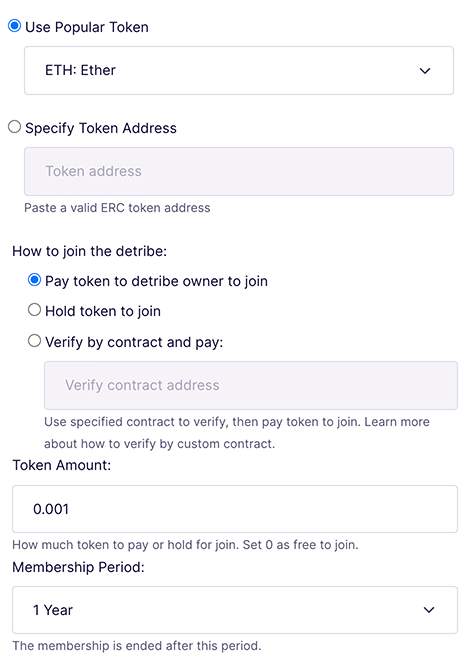 Use Popular Token
ETH: Ether
Specify Token Address
Token address
Paste a valid ERC token address
How to join the detribe:
Pay token to detribe owner to join
Hold token to join
Verify by contract and pay:
Verify contract address
Use specified contract to verify, then pay token to join. Learn more
about how to verify by custom contract.
Token Amount:
0.001
How much token to pay or hold for join. Set 0 as free to join.
Membership Period:
1 Year
The membership is ended after this period.